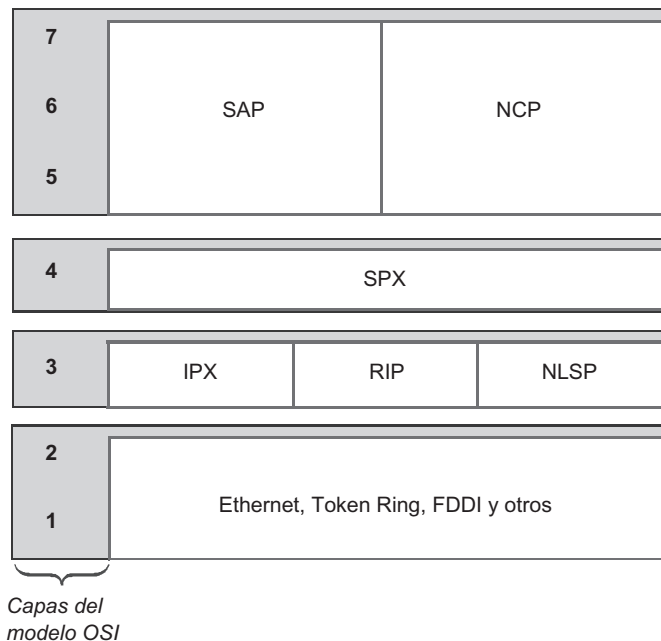 7
6
SAP
NCP
5
4
SPX
3
IPX
RIP
NLSP
2
Ethernet, Token Ring, FDDI y otros
1
Capas del
modelo OSI